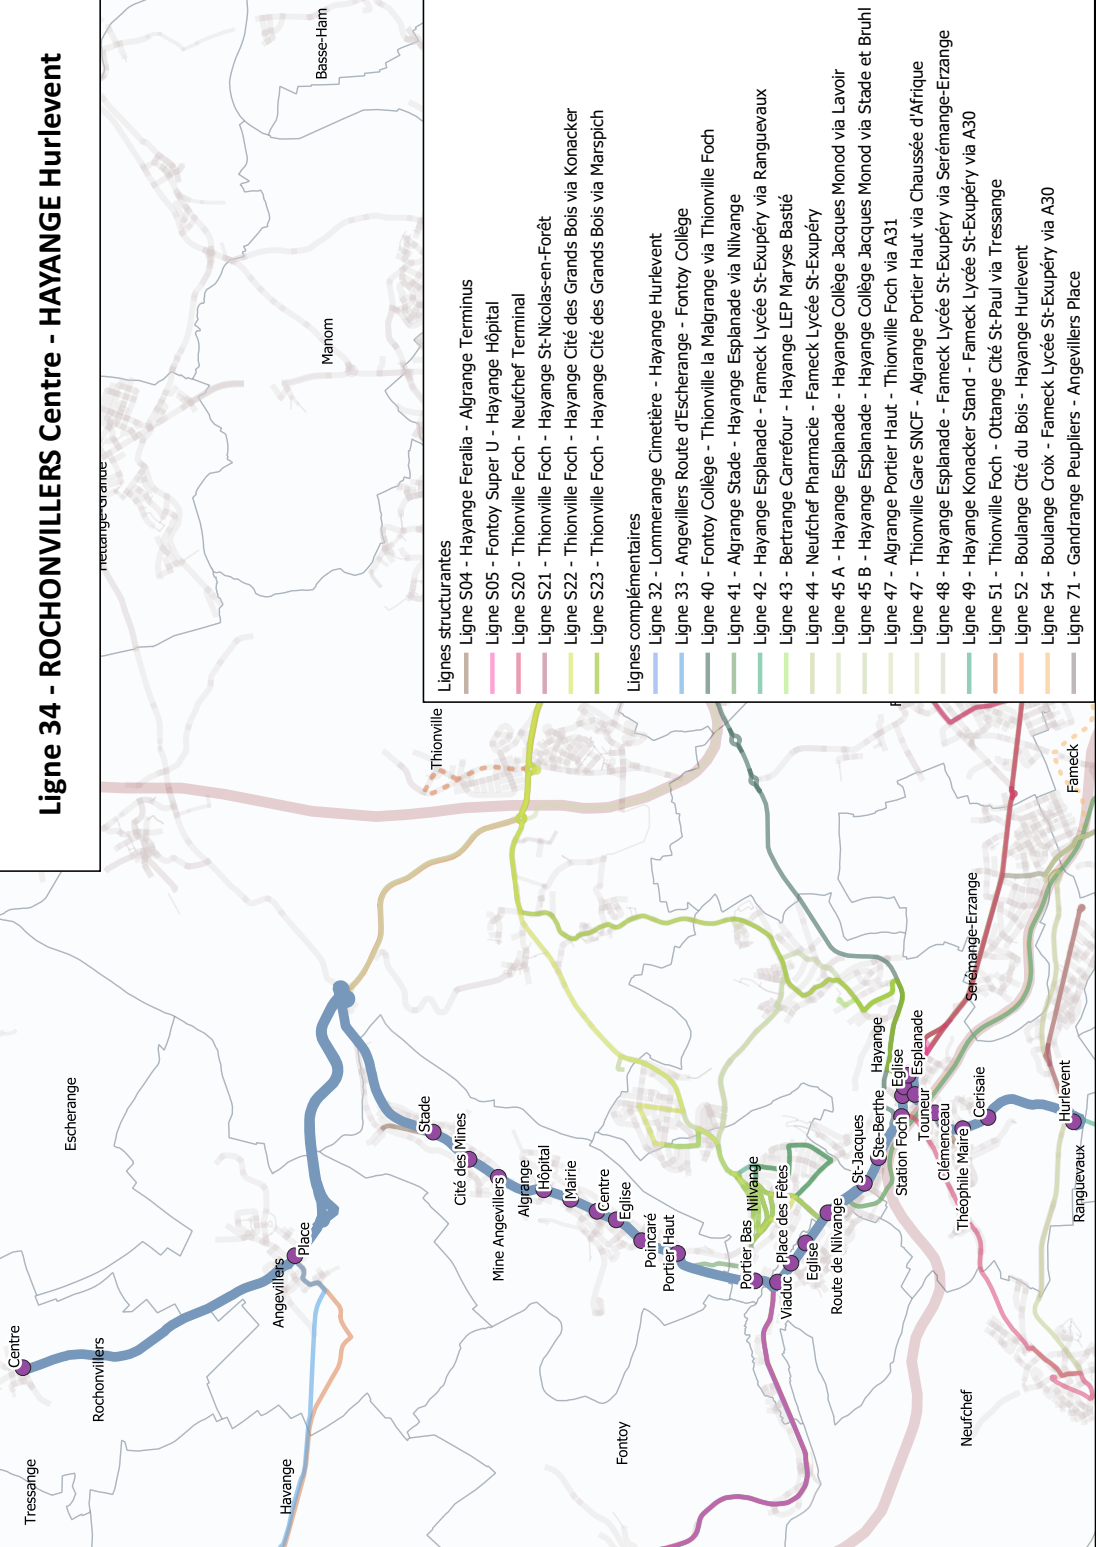 Ligne 34 - ROCHONVILLERS Centre - HAYANGE Hurlevent
Lignes structurantes
Ligne S04 - Hayange Feralia - Algrange Terminus
Ligne S05 - Fontoy Super U - Hayange Hôpital
Ligne S20 - Thionville Foch - Neufchef Terminal
Ligne S21 - Thionville Foch - Hayange St-Nicolas-en-Forêt
Ligne S22 - Thionville Foch - Hayange Cité des Grands Bois via Konacker
Ligne S23 - Thionville Foch - Hayange Cité des Grands Bois via Marspich
Lignes complémentaires
Ligne 32 - Lommerange Cimetière - Hayange Hurlevent
Ligne 33 - Angevillers Route d'Escherange - Fontoy Collège
Ligne 40 - Fontoy Collège - Thionville la Malgrange via Thionville Foch
Ligne 41 - Algrange Stade - Hayange Esplanade via Nilvange
Ligne 42 - Hayange Esplanade - Fameck Lycée St-Exupéry via Ranguevaux
Ligne 43 - Bertrange Carrefour - Hayange LEP Maryse Bastié
Ligne 44 - Neufchef Pharmacie - Fameck Lycée St-Exupéry
Ligne 45 A - Hayange Esplanade - Hayange Collège Jacques Monod via Lavoir
Ligne 45 B - Hayange Esplanade - Hayange Collège Jacques Monod via Stade et Bruhl
Ligne 47 - Algrange Portier Haut - Thionville Foch via A31
Ligne 47 - Thionville Gare SNCF - Algrange Portier Haut via Chaussée d'Afrique
Ligne 48 - Hayange Esplanade - Fameck Lycée St-Exupéry via Serémange-Erzange
Ligne 49 - Hayange Konacker Stand - Fameck Lycée St-Exupéry via A30
Ligne 51 - Thionville Foch - Ottange Cité St-Paul via Tressange
Ligne 52 - Boulange Cité du Bois - Hayange Hurlevent
Ligne 54 - Boulange Croix - Fameck Lycée St-Exupéry via A30
Ligne 71 - Gandrange Peupliers - Angevillers Place
Basse-Ham
Manom
Hettange-Grande
Thionville
Fameck
Escherange
Tressange
Centre
Rochonvillers
Havange
Angevillers
Place
Stade
Cité des Mines
Mine Angevillers
Algrange
Hôpital
Mairie
Centre
Eglise
Poincaré
Portier Haut
Fontoy
Portier Bas
Nilvange
Viaduc
Place des Fêtes
Eglise
Route de Nilvange
St-Jacques
Ste-Berthe
Hayange
Station Foch
Eglise
Esplanade
Tourneur
Clémenceau
Théophile Maire
Cerisaie
Serémange-Erzange
Hurlevent
Ranguevaux
Neufchef